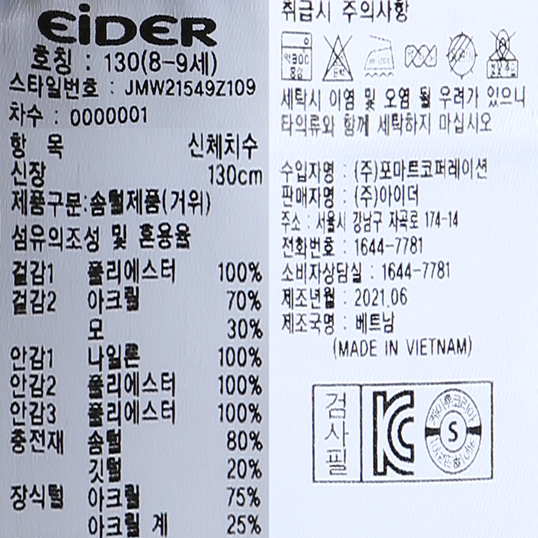 EiDER
호칭 : 130(8-9세)
스타일번호 : JMW21549Z109
차수 : 0000001
항 목 신체치수
신장 130cm
제품구분:솜털제품(거위)
섬유의조성 및 혼용율
겉감1 폴리에스터 100%
겉감2 아크릴 70%
모 30%
안감1 나일론 100%
안감2 폴리에스터 100%
안감3 폴리에스터 100%
충전재 솜털 80%
깃털 20%
장식털 아크릴 75%
아크릴 계 25%
취급시 주의사항
세탁시 이염 및 오염 될 우려가 있으니
타의류와 함께 세탁하지 마십시오
수입자명 : (주)포마트코퍼레이션
판매자명 : (주)아이더
주소 : 서울시 강남구 자곡로 174-14
전화번호 : 1644-7781
소비자상담실 : 1644-7781
제조년월 : 2021.06
제조국명 : 베트남
(MADE IN VIETNAM)
검사필
S